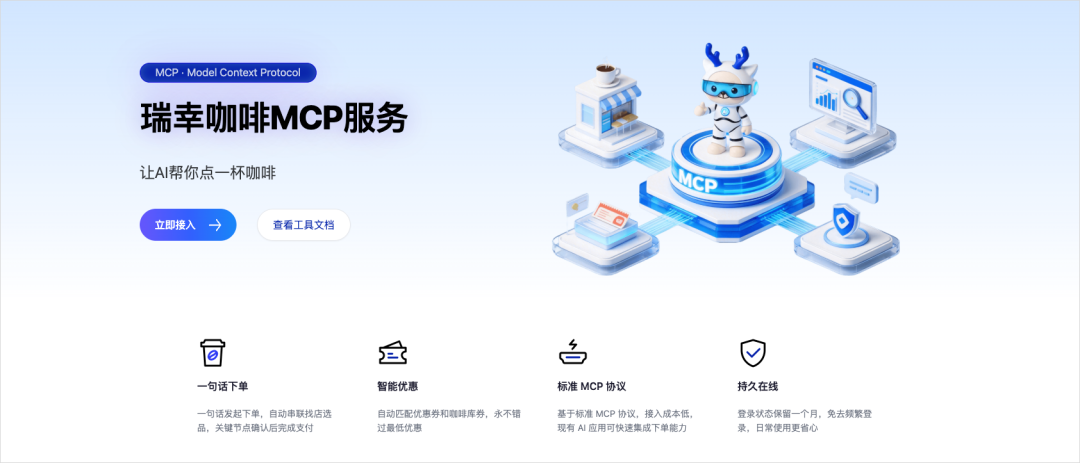 MCP · Model Context Protocol
瑞幸咖啡MCP服务
让AI帮你点一杯咖啡
立即接入
查看工具文档
MCP
一句话下单
一句话发起下单，自动串联找店选
品，关键节点确认后完成支付
智能优惠
自动匹配优惠券和咖啡库券，永不错
过最低优惠
标准 MCP 协议
基于标准 MCP 协议，接入成本低，
现有 AI 应用可快速集成下单能力
持久在线
登录状态保留一个月，免去频繁登
录，日常使用更省心